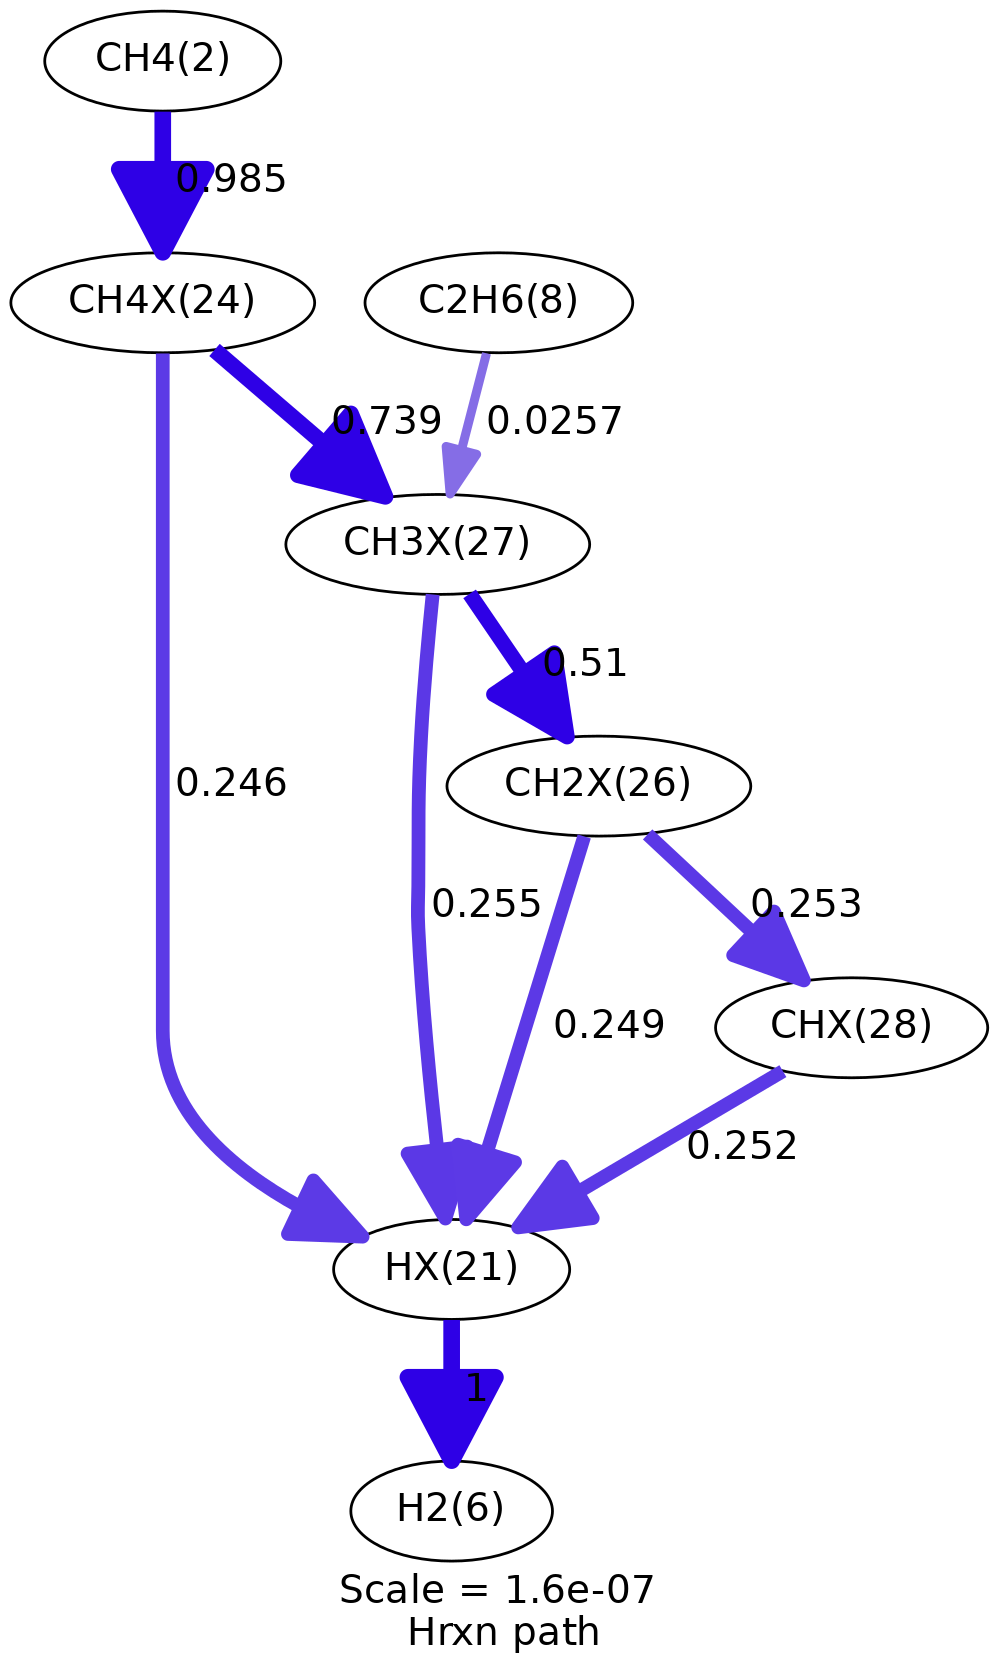 CH4(2)
0.985
CH4X(24)
C2H6(8)
0.739
0.0257
CH3X(27)
0.51
0.246
CH2X(26)
0.255
0.253
0.249
CHX(28)
0.252
HX(21)
1
H2(6)
Scale = 1.6e-07
Hrxn path